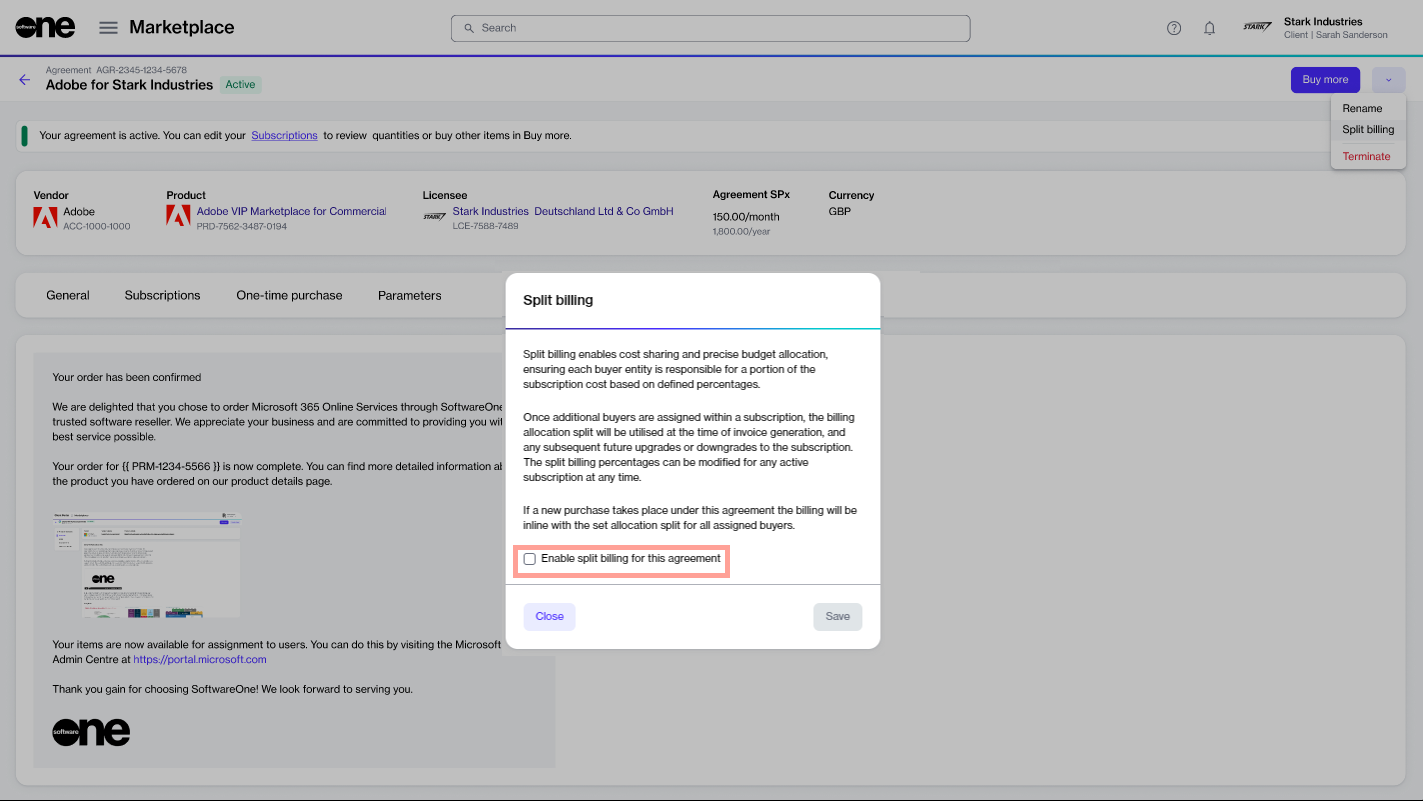 software one
Marketplace
Search
STARK
Stark Industries
Client | Sarah Sanderson
Agreement AGR-2345-1234-5678
Adobe for Stark Industries
Active
Buy more
Rename
Split billing
Terminate
Your agreement is active. You can edit your Subscriptions to review quantities or buy other items in Buy more.
Vendor
Adobe
ACC-1000-1000
Product
Adobe VIP Marketplace for Commercial
PRD-7562-3487-0194
Licensee
STARK
Stark Industries Deutschland Ltd & Co GmbH
LCE-7588-7489
Agreement SPx
150.00/month
1,800.00/year
Currency
GBP
General
Subscriptions
One-time purchase
Parameters
Your order has been confirmed
We are delighted that you chose to order Microsoft 365 Online Services through SoftwareOne
trusted software reseller. We appreciate your business and are committed to providing you
best service possible.
Your order for {{ PRM-1234-5566 }} is now complete. You can find more detailed information
the product you have ordered on our product details page.
one
Your items are now available for assignment to users. You can do this by visiting the Microsoft
Admin Centre at https://portal.microsoft.com
Thank you gain for choosing SoftwareOne! We look forward to serving you.
software one
Split billing
Split billing enables cost sharing and precise budget allocation,
ensuring each buyer entity is responsible for a portion of the
subscription cost based on defined percentages.
Once additional buyers are assigned within a subscription, the billing
allocation split will be utilised at the time of invoice generation, and
any subsequent future upgrades or downgrades to the subscription.
The split billing percentages can be modified for any active
subscription at any time.
If a new purchase takes place under this agreement the billing will be
inline with the set allocation split for all assigned buyers.
Enable split billing for this agreement
Close
Save